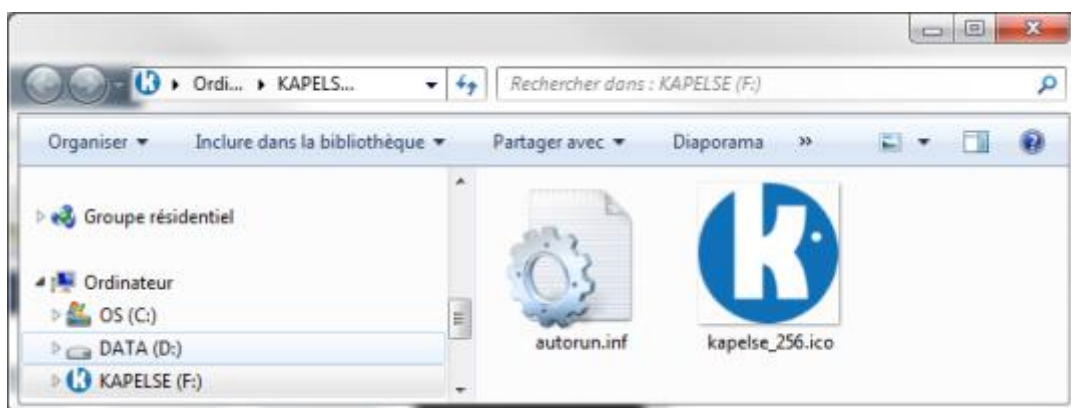 Ordi... KAPELS...
Rechercher dans : KAPELSE (F:)
Organiser Inclure dans la bibliothèque Partager avec Diaporama »
Groupe résidentiel
Ordinateur
OS (C:)
DATA (D:)
KAPELSE (F:)
autorun.inf
kapelse_256.ico